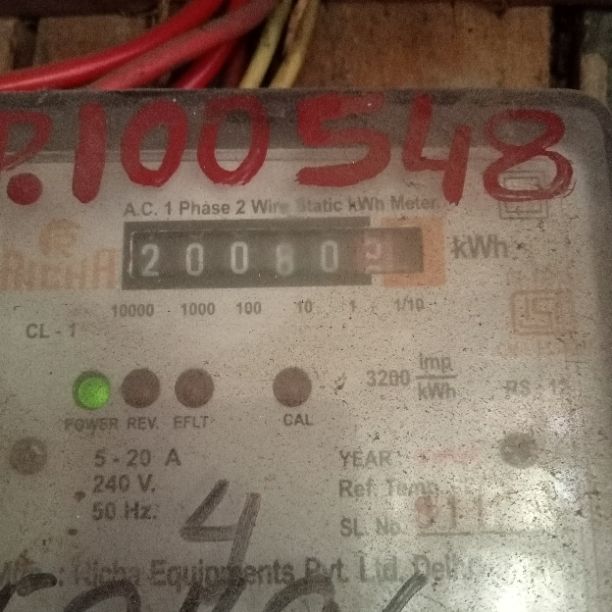 P.100548
A.C. 1 Phase 2 Wire Static kWh Meter.
RICHA
20080 kWh
10000 1000 100 10 1 1/10
CL - 1
3200 imp/kWh
POWER REV. EFLT CAL
5 - 20 A
240 V.
50 Hz.
YEAR
Ref. Temp.
SL. No.
4
Richa Equipments Pvt. Ltd.